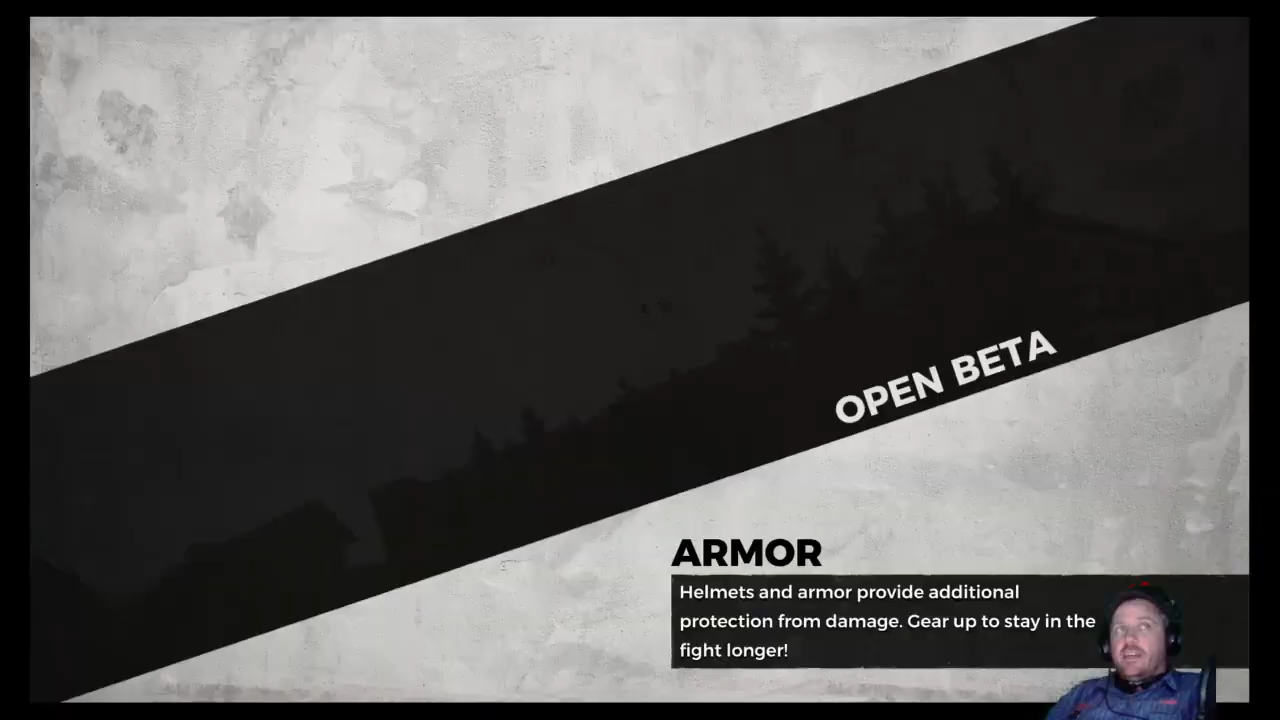 OPEN BETA
ARMOR
Helmets and armor provide additional
protection from damage. Gear up to stay in the
fight longer!